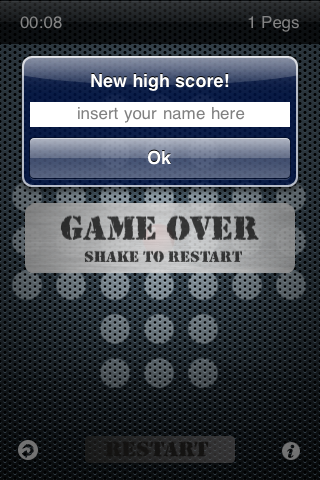 00:08 1 Pegs
New high score!
insert your name here
Ok
GAME OVER
SHAKE TO RESTART
RESTART